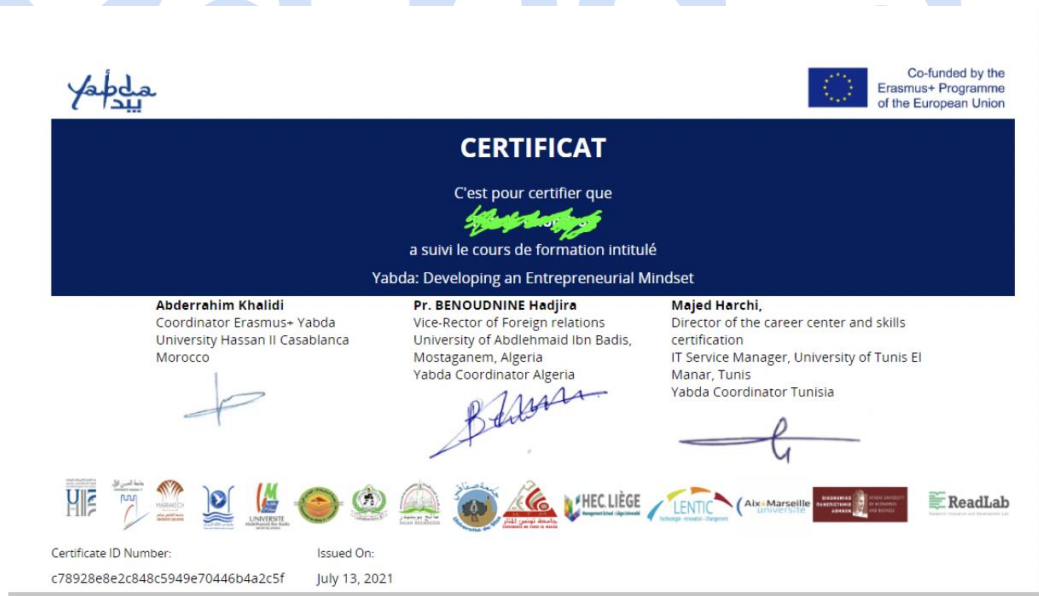 Yabda
يبدأ
Co-funded by the
Erasmus+ Programme
of the European Union
CERTIFICAT
C'est pour certifier que
a suivi le cours de formation intitulé
Yabda: Developing an Entrepreneurial Mindset
Abderrahim Khalidi
Coordinator Erasmus+ Yabda
University Hassan II Casablanca
Morocco
Pr. BENOUDNINE Hadjira
Vice-Rector of Foreign relations
University of Abdlehmaid Ibn Badis,
Mostaganem, Algeria
Yabda Coordinator Algeria
Majed Harchi,
Director of the career center and skills
certification
IT Service Manager, University of Tunis El
Manar, Tunis
Yabda Coordinator Tunisia
MARRAKECH
UNIVERSITE
HEC LIÈGE
LENTIC
Aix*Marseille
université
ReadLab
Certificate ID Number:
Issued On:
c78928e8e2c848c5949e70446b4a2c5f
July 13, 2021